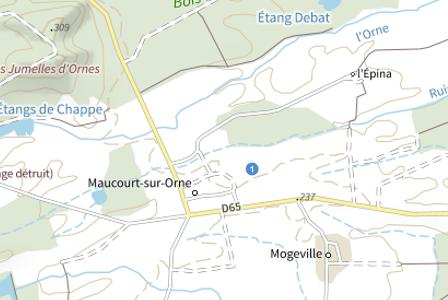 Bois
Étang Debat
l'Orne
309
s Jumelles d'Ornes
l'Épina
Étangs de Chappe
Rui
ge détruit)
1
Maucourt-sur-Orne
D65
237
Mogeville